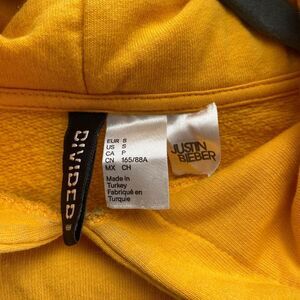 DIVIDED
EUR S
US S
CA P
CN 165/88A
MX CH
Made in
Turkey
Fabriqué en
Turquie
JUSTIN
BIEBER